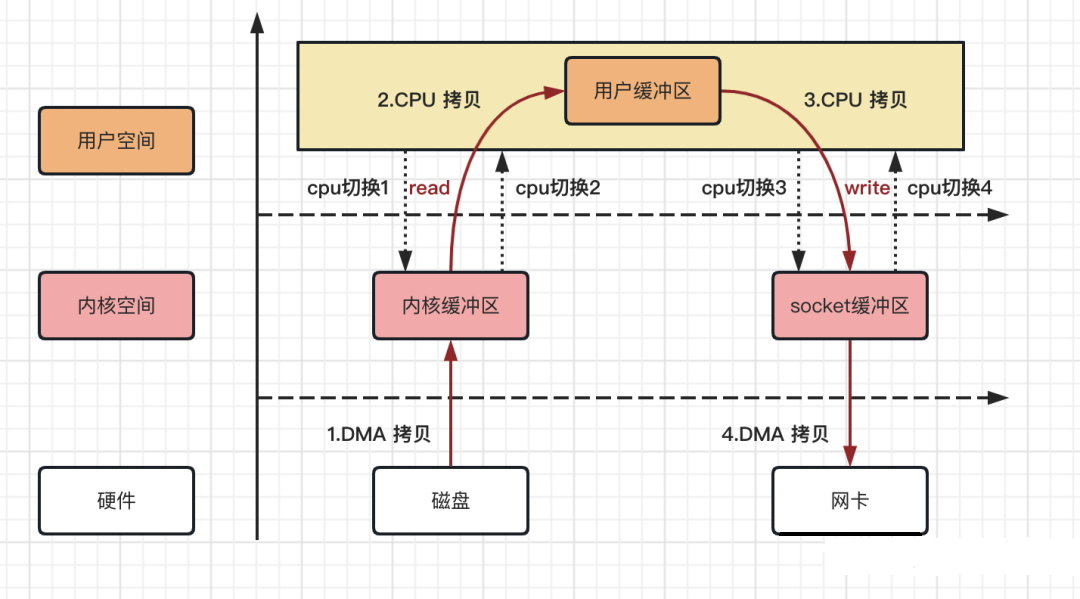 用户缓冲区
2.CPU 拷贝
3.CPU 拷贝
用户空间
cpu切换1
read
cpu切换2
cpu切换3
write
cpu切换4
内核空间
内核缓冲区
socket缓冲区
1.DMA 拷贝
4.DMA 拷贝
硬件
磁盘
网卡